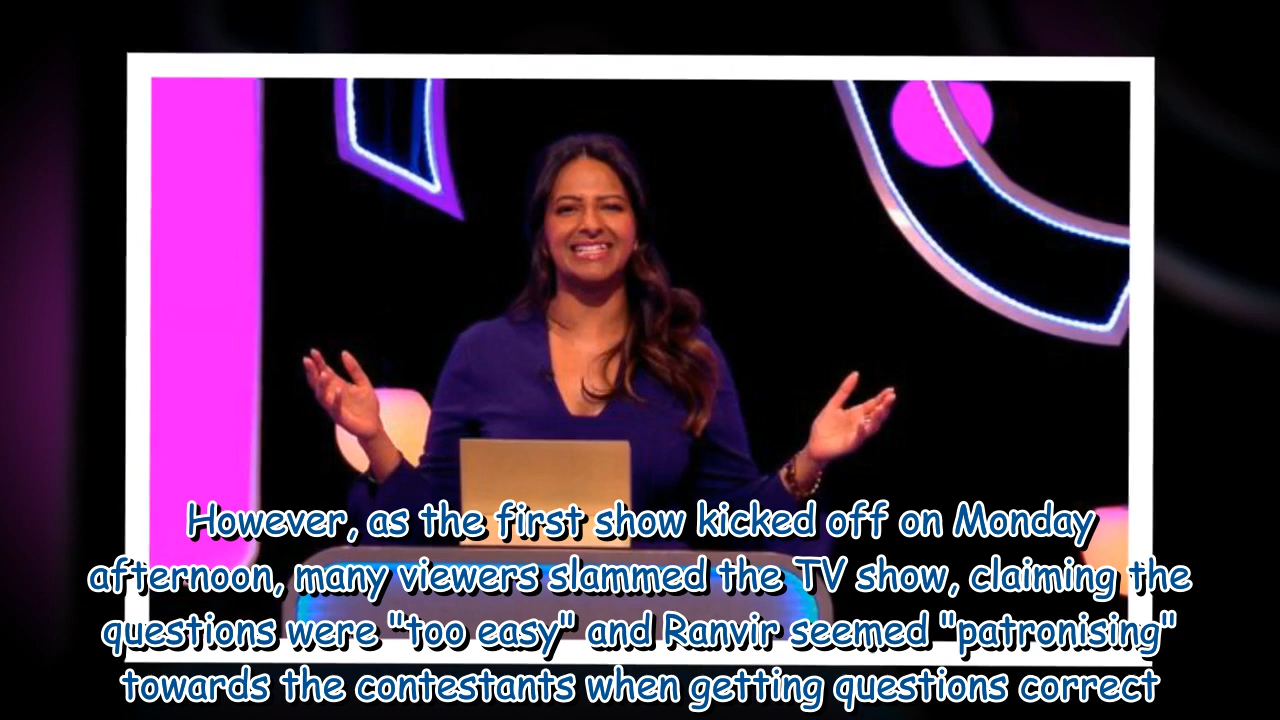 However, as the first show kicked off on Monday
afternoon, many viewers slammed the TV show, claiming the
questions were "too easy" and Ranvir seemed "patronising"
towards the contestants when getting questions correct